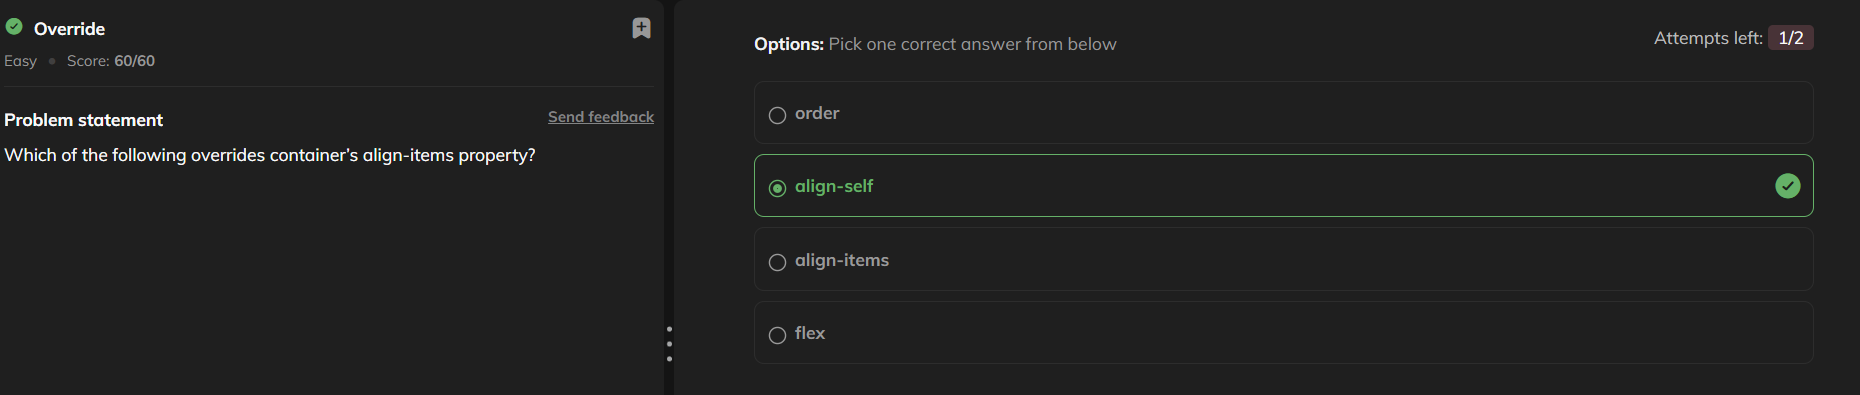 Override
Easy • Score: 60/60
Problem statement
Send feedback
Which of the following overrides container's align-items property?
Options: Pick one correct answer from below
Attempts left: 1/2
order
align-self
align-items
flex